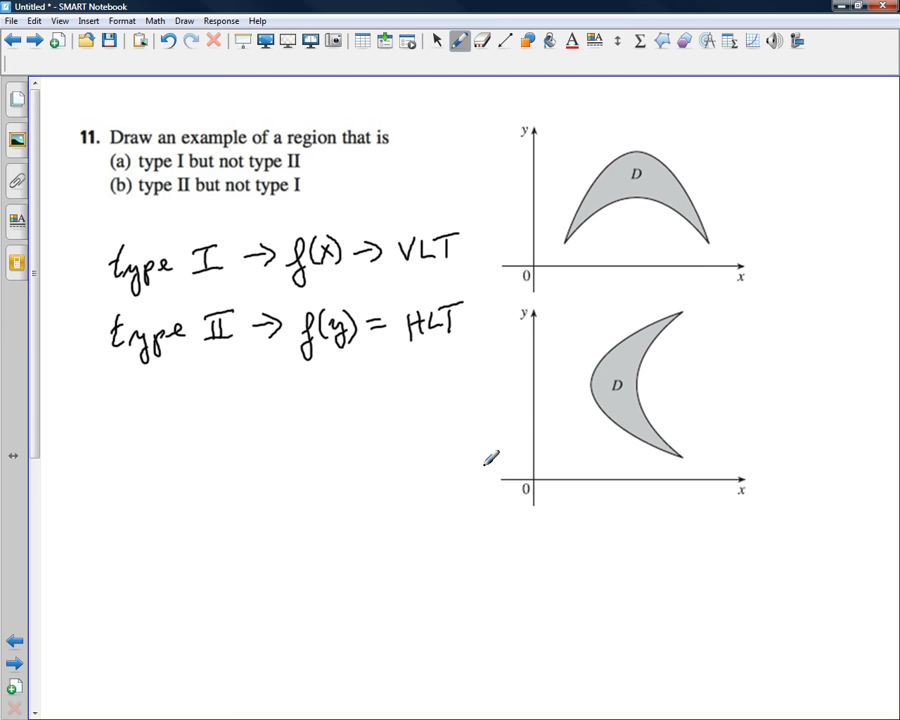 Untitled * - SMART Notebook
File Edit View Insert Format Math Draw Response Help
11. Draw an example of a region that is
(a) type I but not type II
(b) type II but not type I
type I → f(x) → VLT
type II → f(y) = HLT
y
D
0
x
y
D
0
x